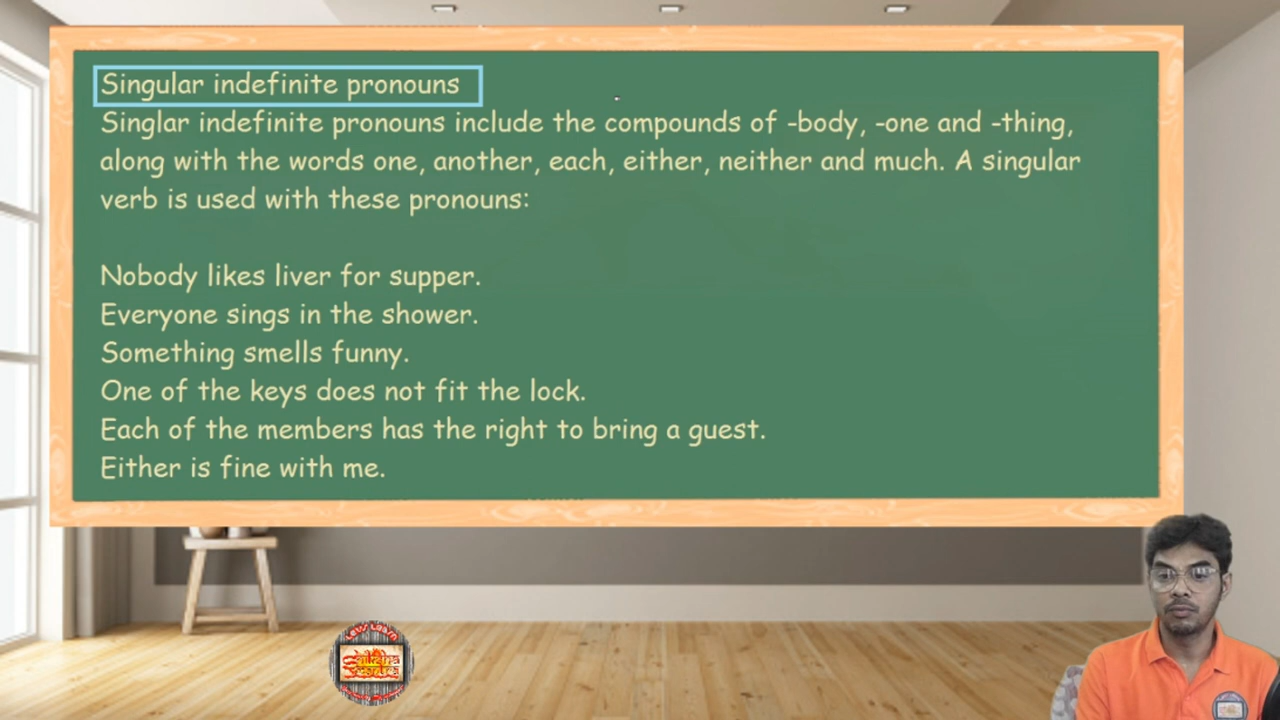 Singular indefinite pronouns
Singlar indefinite pronouns include the compounds of -body, -one and -thing,
along with the words one, another, each, either, neither and much. A singular
verb is used with these pronouns:
Nobody likes liver for supper.
Everyone sings in the shower.
Something smells funny.
One of the keys does not fit the lock.
Each of the members has the right to bring a guest.
Either is fine with me.
Let's Learn